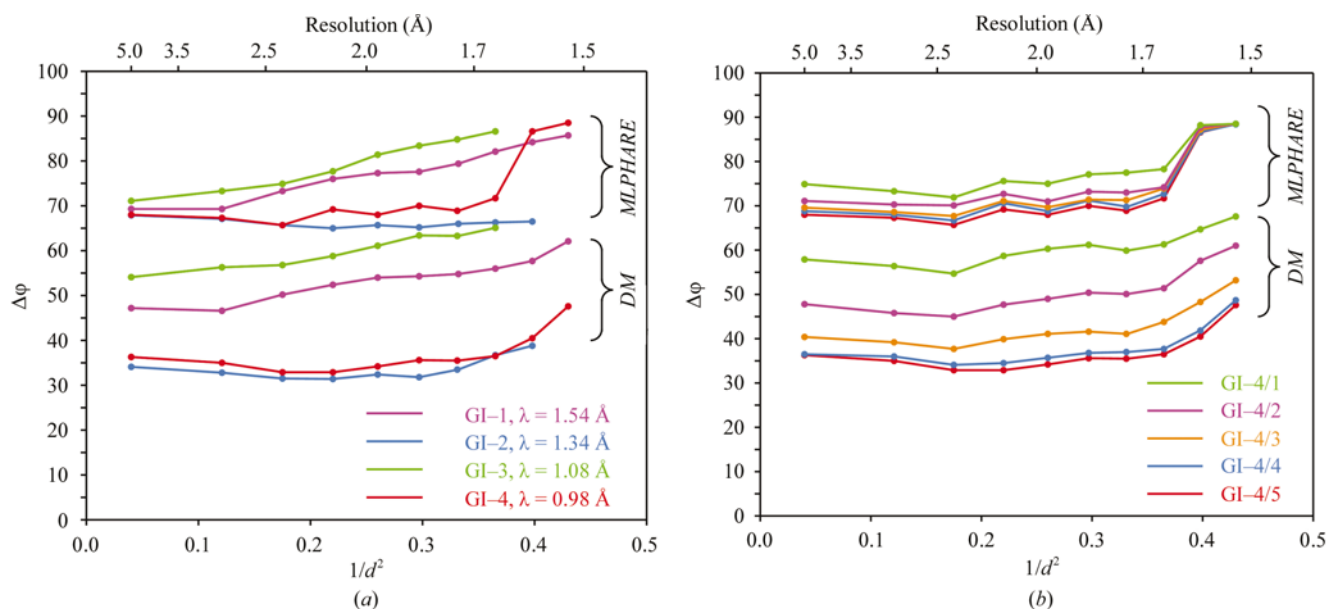 Resolution (Å)
5.0 3.5 2.5 2.0 1.7 1.5
100
90
80
70
60
50
40
30
20
10
0
Δφ
MLPHARE
DM
GI–1, λ = 1.54 Å
GI–2, λ = 1.34 Å
GI–3, λ = 1.08 Å
GI–4, λ = 0.98 Å
0.0 0.1 0.2 0.3 0.4 0.5
1/d²
(a)
Resolution (Å)
5.0 3.5 2.5 2.0 1.7 1.5
100
90
80
70
60
50
40
30
20
10
0
Δφ
MLPHARE
DM
GI–4/1
GI–4/2
GI–4/3
GI–4/4
GI–4/5
0.0 0.1 0.2 0.3 0.4 0.5
1/d²
(b)